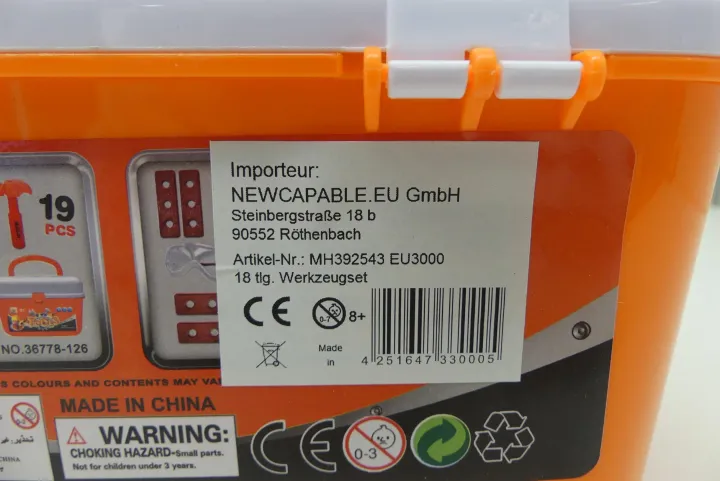 Importeur:
NEWCAPABLE.EU GmbH
Steinbergstraße 18 b
90552 Röthenbach
Artikel-Nr.: MH392543 EU3000
18 tlg. Werkzeugset
CE
0-7
8+
Made
in
4 251647 330005
19
PCS
NO.36778-126
COLOURS AND CONTENTS MAY
MADE IN CHINA
WARNING:
CHOKING HAZARD-Small parts.
Not for children under 3 years.
CE
0-3